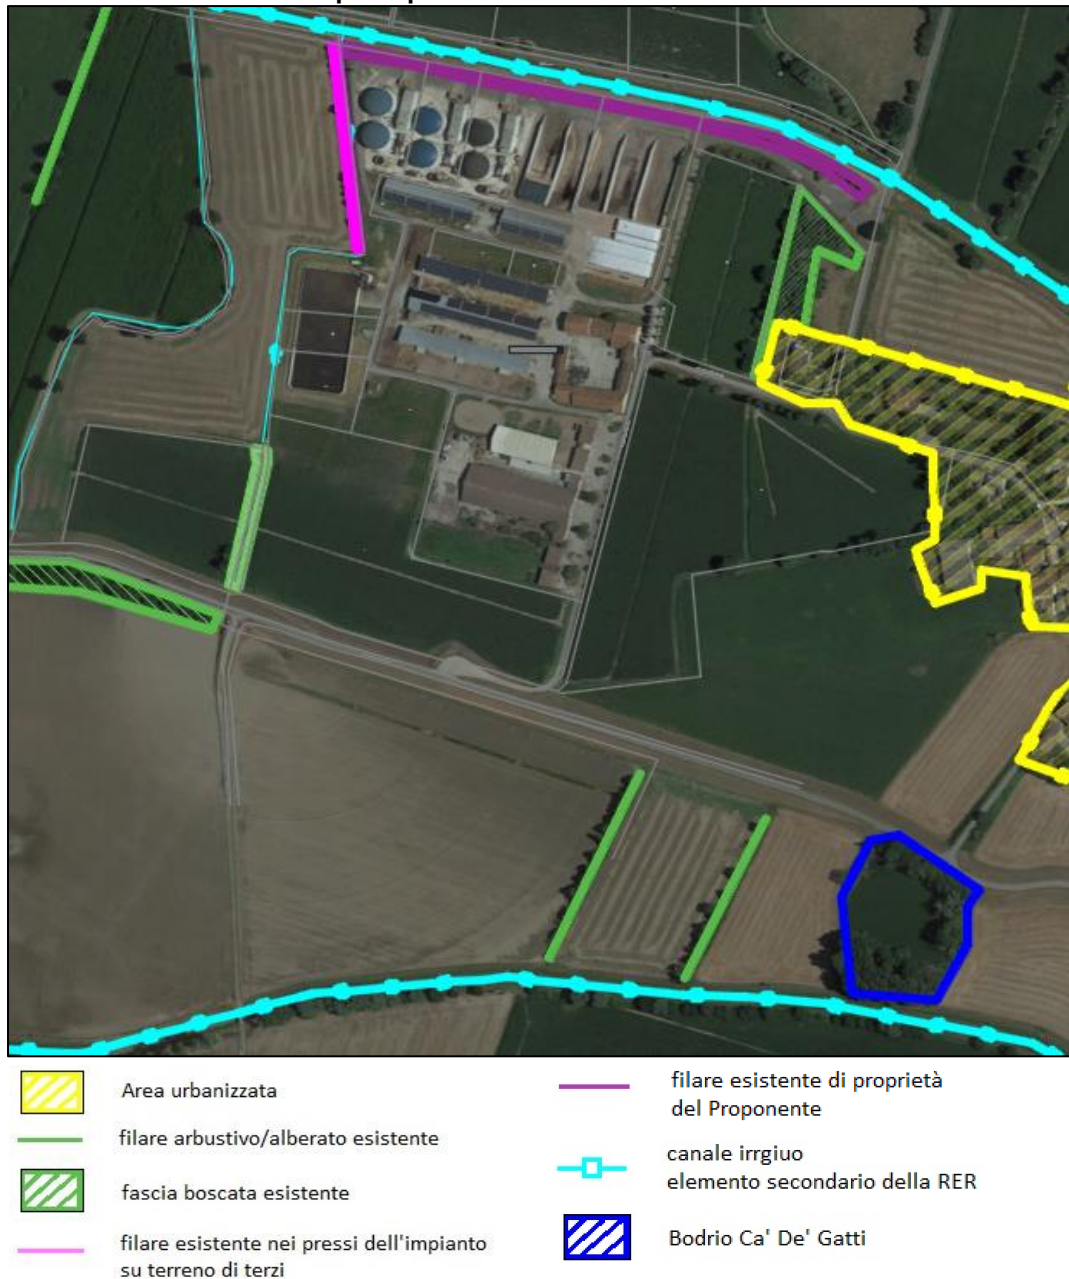 Area urbanizzata
filare arbustivo/alberato esistente
fascia boscata esistente
filare esistente nei pressi dell'impianto
su terreno di terzi
filare esistente di proprietà
del Proponente
canale irrgiuo
elemento secondario della RER
Bodrio Ca' De' Gatti